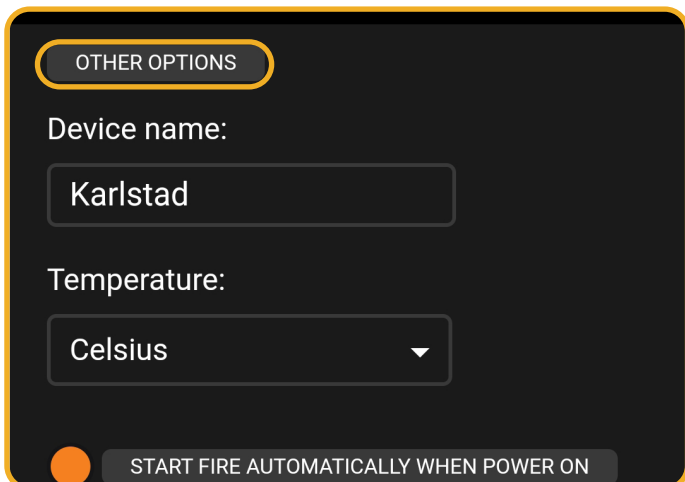 OTHER OPTIONS
Device name:
Karlstad
Temperature:
Celsius
START FIRE AUTOMATICALLY WHEN POWER ON